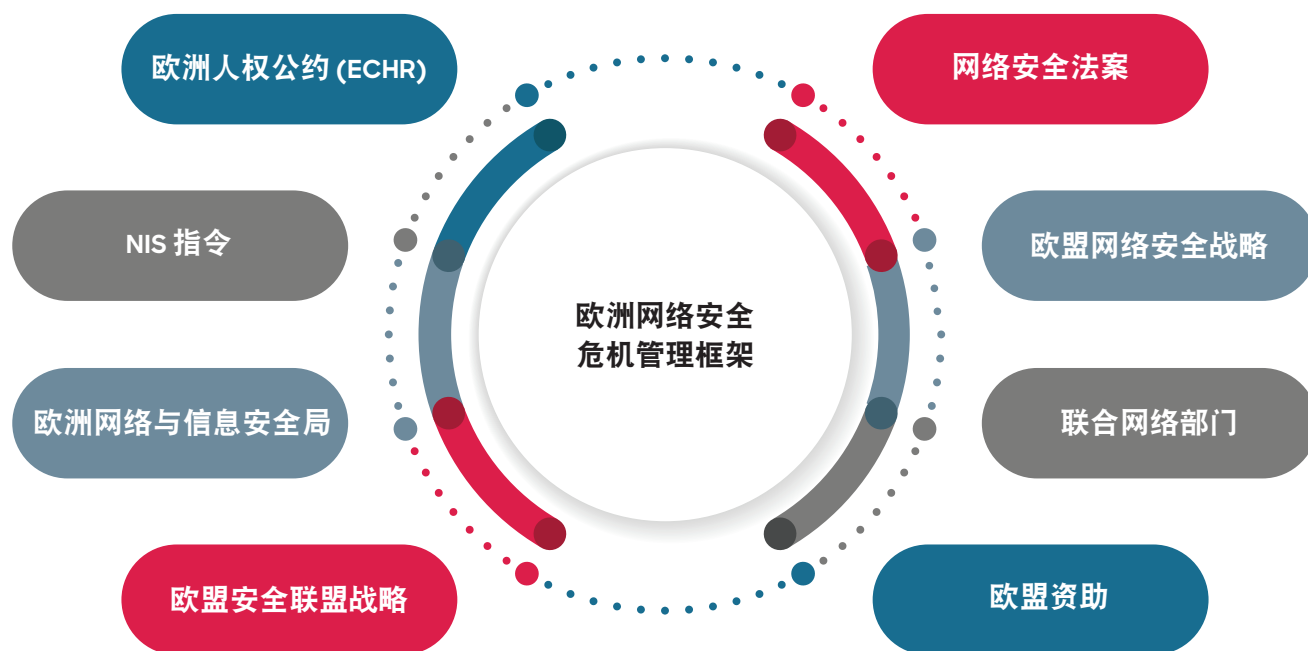 欧洲人权公约 (ECHR)
网络安全法案
NIS 指令
欧盟网络安全战略
欧洲网络安全
危机管理框架
欧洲网络与信息安全局
联合网络部门
欧盟安全联盟战略
欧盟资助